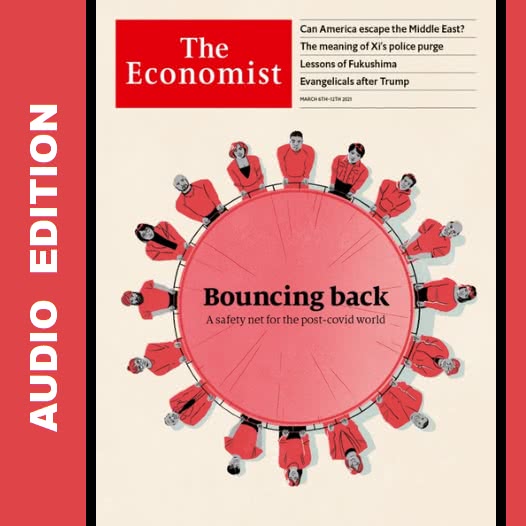 The
Economist
Can America escape the Middle East?
The meaning of Xi's police purge
Lessons of Fukushima
Evangelicals after Trump
MARCH 6TH–12TH 2021
AUDIO EDITION
Bouncing back
A safety net for the post-covid world